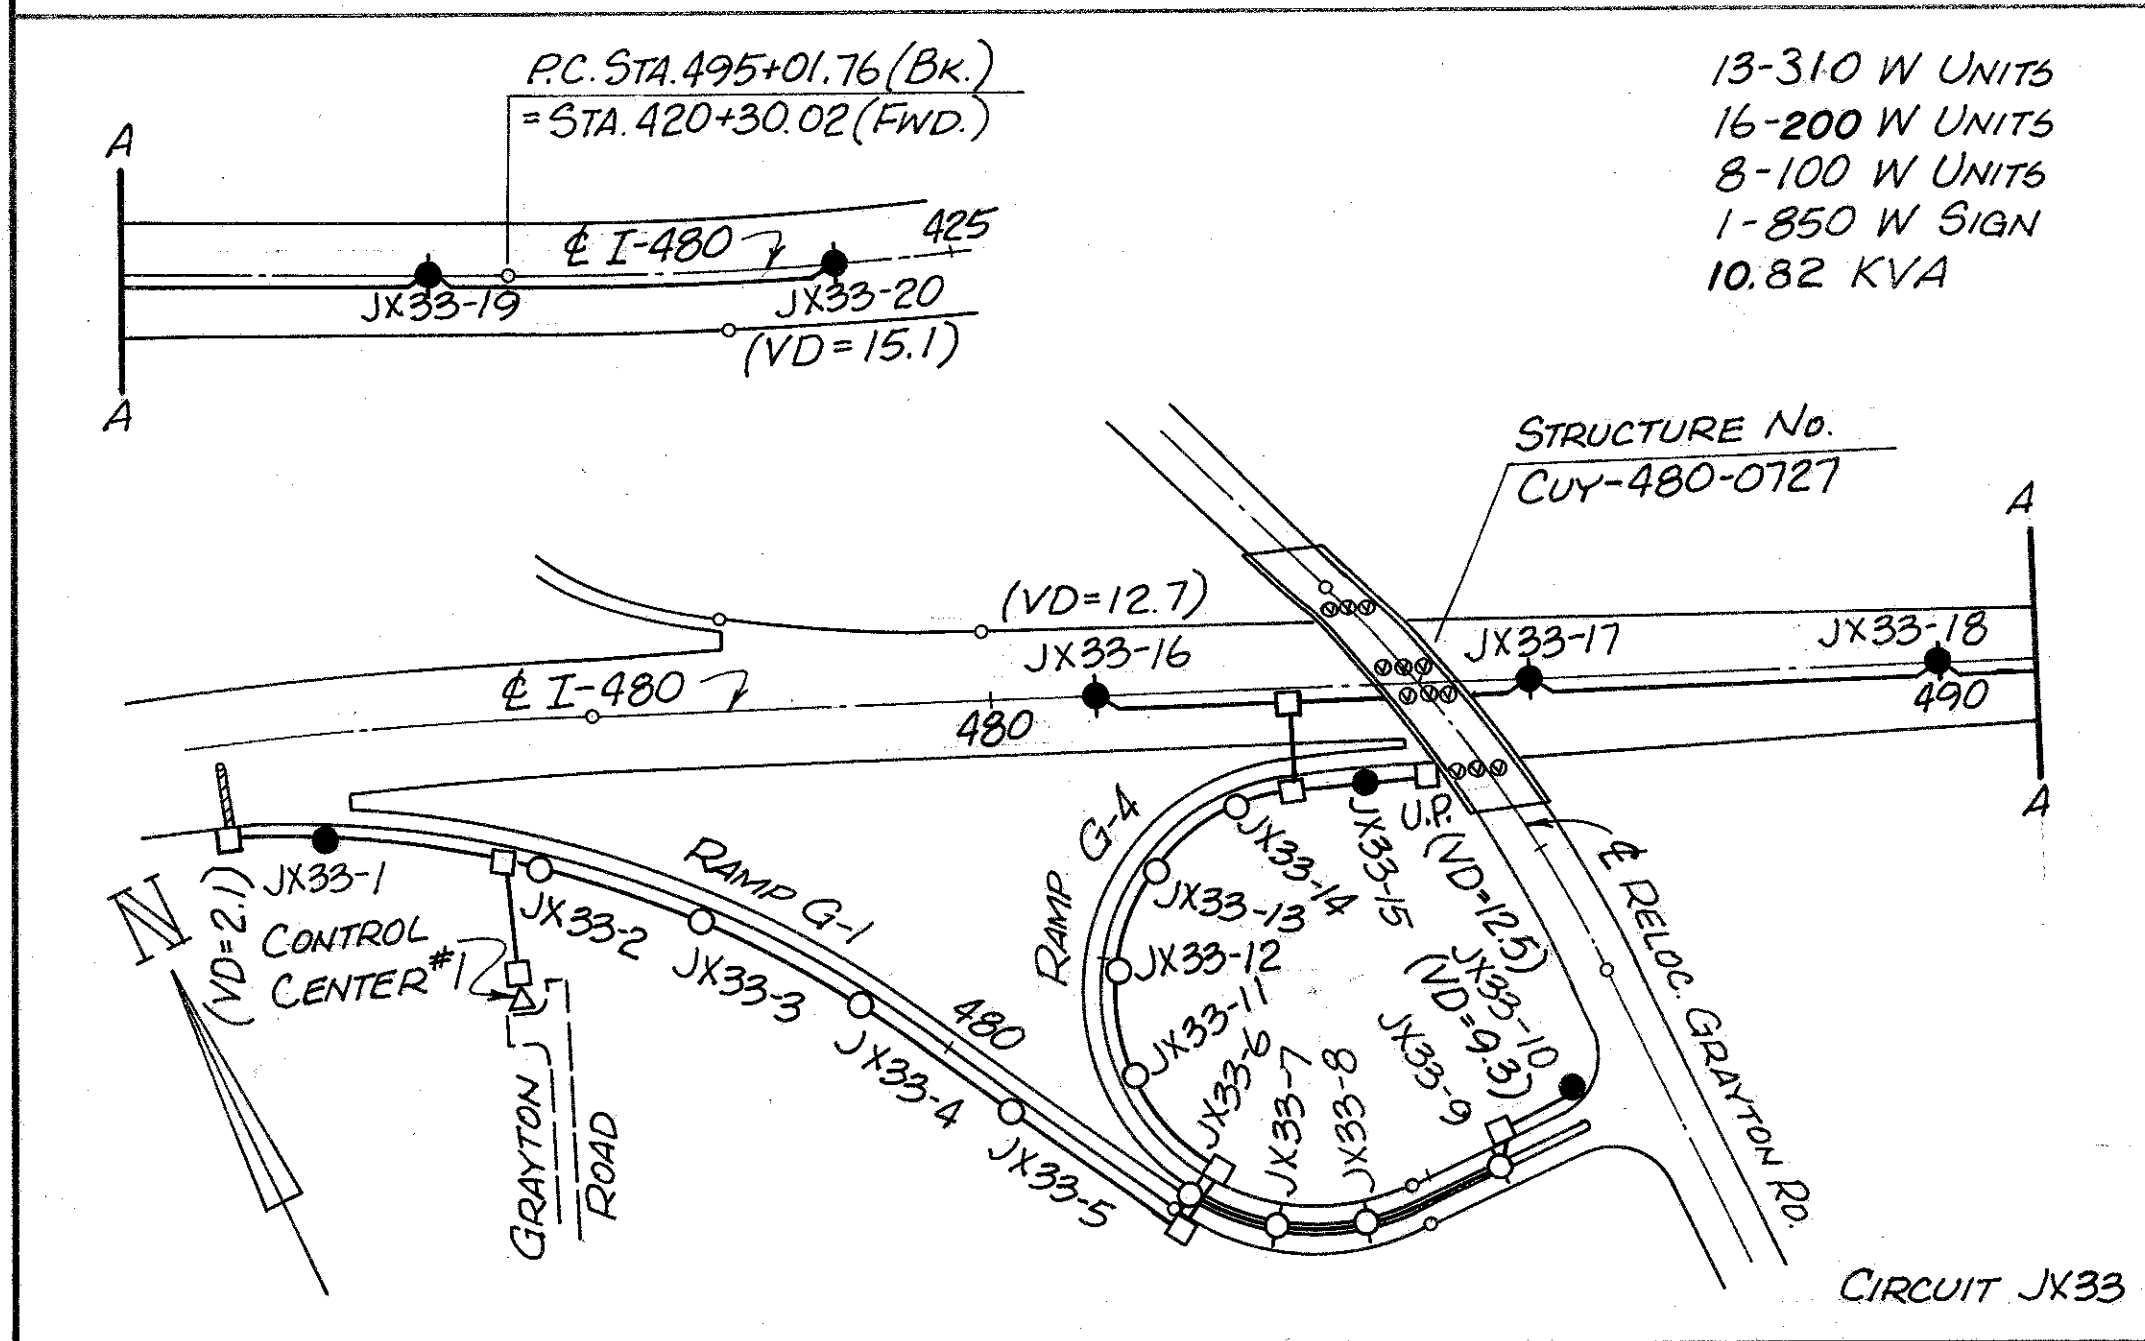 P.C. STA. 495+01.76 (BK.)
= STA. 420+30.02 (FWD.)
13-310 W UNITS
16-200 W UNITS
8-100 W UNITS
1-850 W SIGN
10.82 KVA
A
A
℄ I-480
425
JX33-19
JX33-20
(VD=15.1)
STRUCTURE NO.
CUY-480-0727
A
A
(VD=12.7)
JX33-16
JX33-17
JX33-18
℄ I-480
480
490
U.P.
(VD=12.5)
RAMP G-4
RAMP G-1
480
℄ RELOC. GRAYTON RD.
N
(VD=2.1)
CONTROL
CENTER #1
GRAYTON
ROAD
JX33-1
JX33-2
JX33-3
JX33-4
JX33-5
JX33-6
JX33-7
JX33-8
JX33-9
JX33-10
(VD=9.3)
JX33-11
JX33-12
JX33-13
JX33-14
JX33-15
CIRCUIT JX33